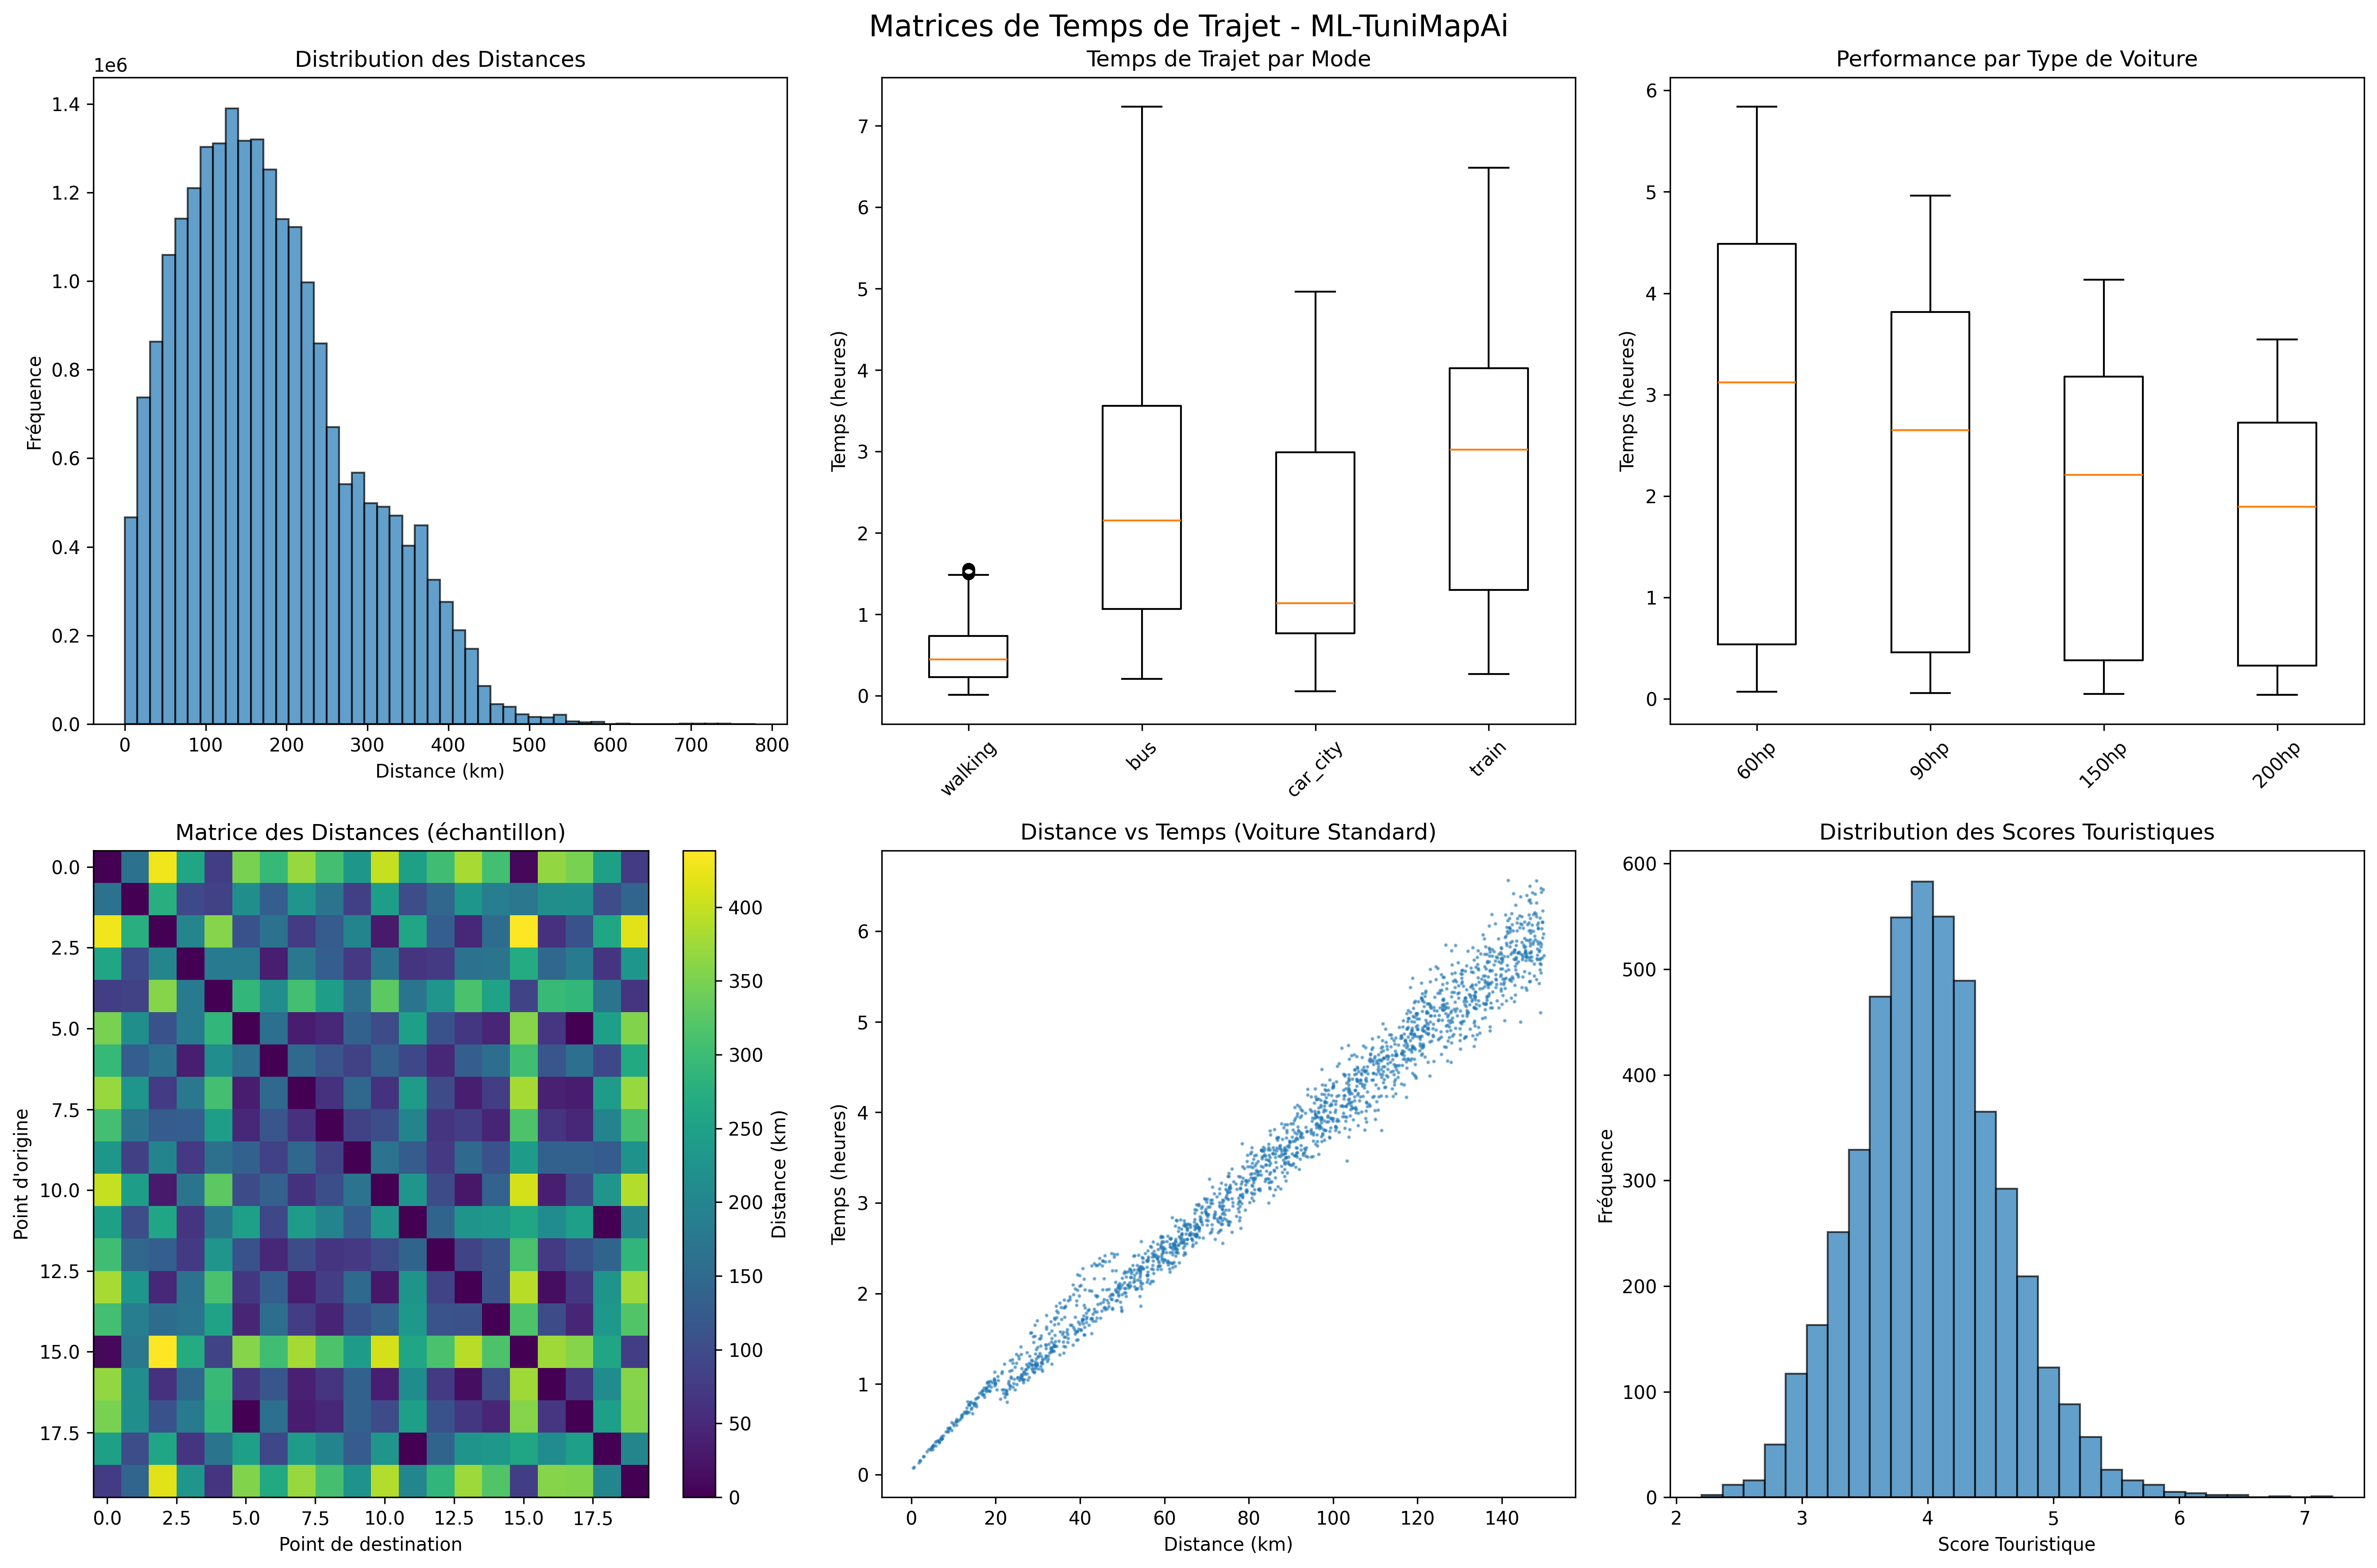 Matrices de Temps de Trajet - ML-TuniMapAi
Distribution des Distances
1e6
1.4
1.2
1.0
0.8
0.6
0.4
0.2
0.0
Fréquence
0 100 200 300 400 500 600 700 800
Distance (km)
Temps de Trajet par Mode
7
6
5
4
3
2
1
0
Temps (heures)
walking bus car_city train
Performance par Type de Voiture
6
5
4
3
2
1
0
Temps (heures)
60hp 90hp 150hp 200hp
Matrice des Distances (échantillon)
0.0
2.5
5.0
7.5
10.0
12.5
15.0
17.5
Point d'origine
0.0 2.5 5.0 7.5 10.0 12.5 15.0 17.5
Point de destination
400
350
300
250
200
150
100
50
0
Distance (km)
Distance vs Temps (Voiture Standard)
6
5
4
3
2
1
0
Temps (heures)
0 20 40 60 80 100 120 140
Distance (km)
Distribution des Scores Touristiques
600
500
400
300
200
100
0
Fréquence
2 3 4 5 6 7
Score Touristique